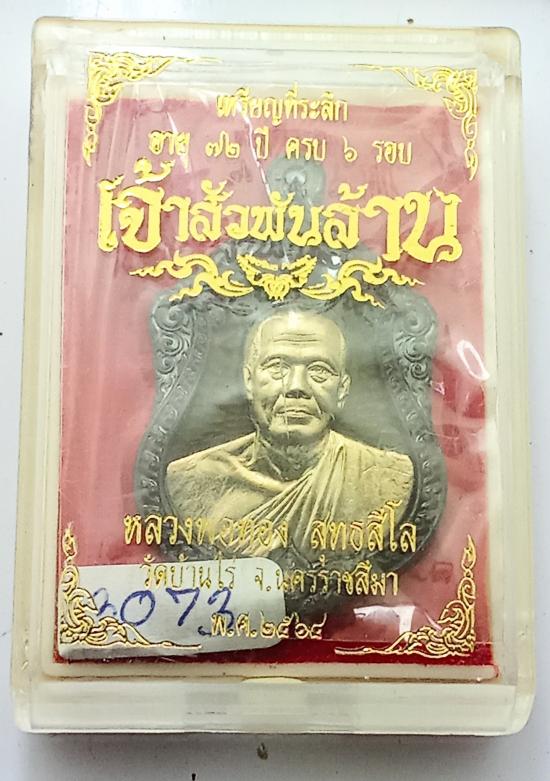 เหรียญที่ระลึก
อายุ ๗๒ ปี ครบ ๖ รอบ
เจ้าสัวพันล้าน
หลวงพ่อทอง สุทธสีโล
วัดบ้านไร่ จ.นครราชสีมา
2073
พ.ศ.๒๕๖๔